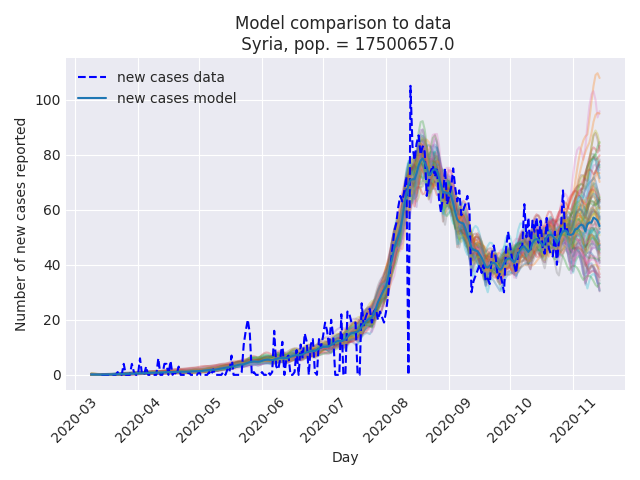 Model comparison to data
Syria, pop. = 17500657.0
new cases data
new cases model
Number of new cases reported
100
80
60
40
20
0
2020-03
2020-04
2020-05
2020-06
2020-07
2020-08
2020-09
2020-10
2020-11
Day